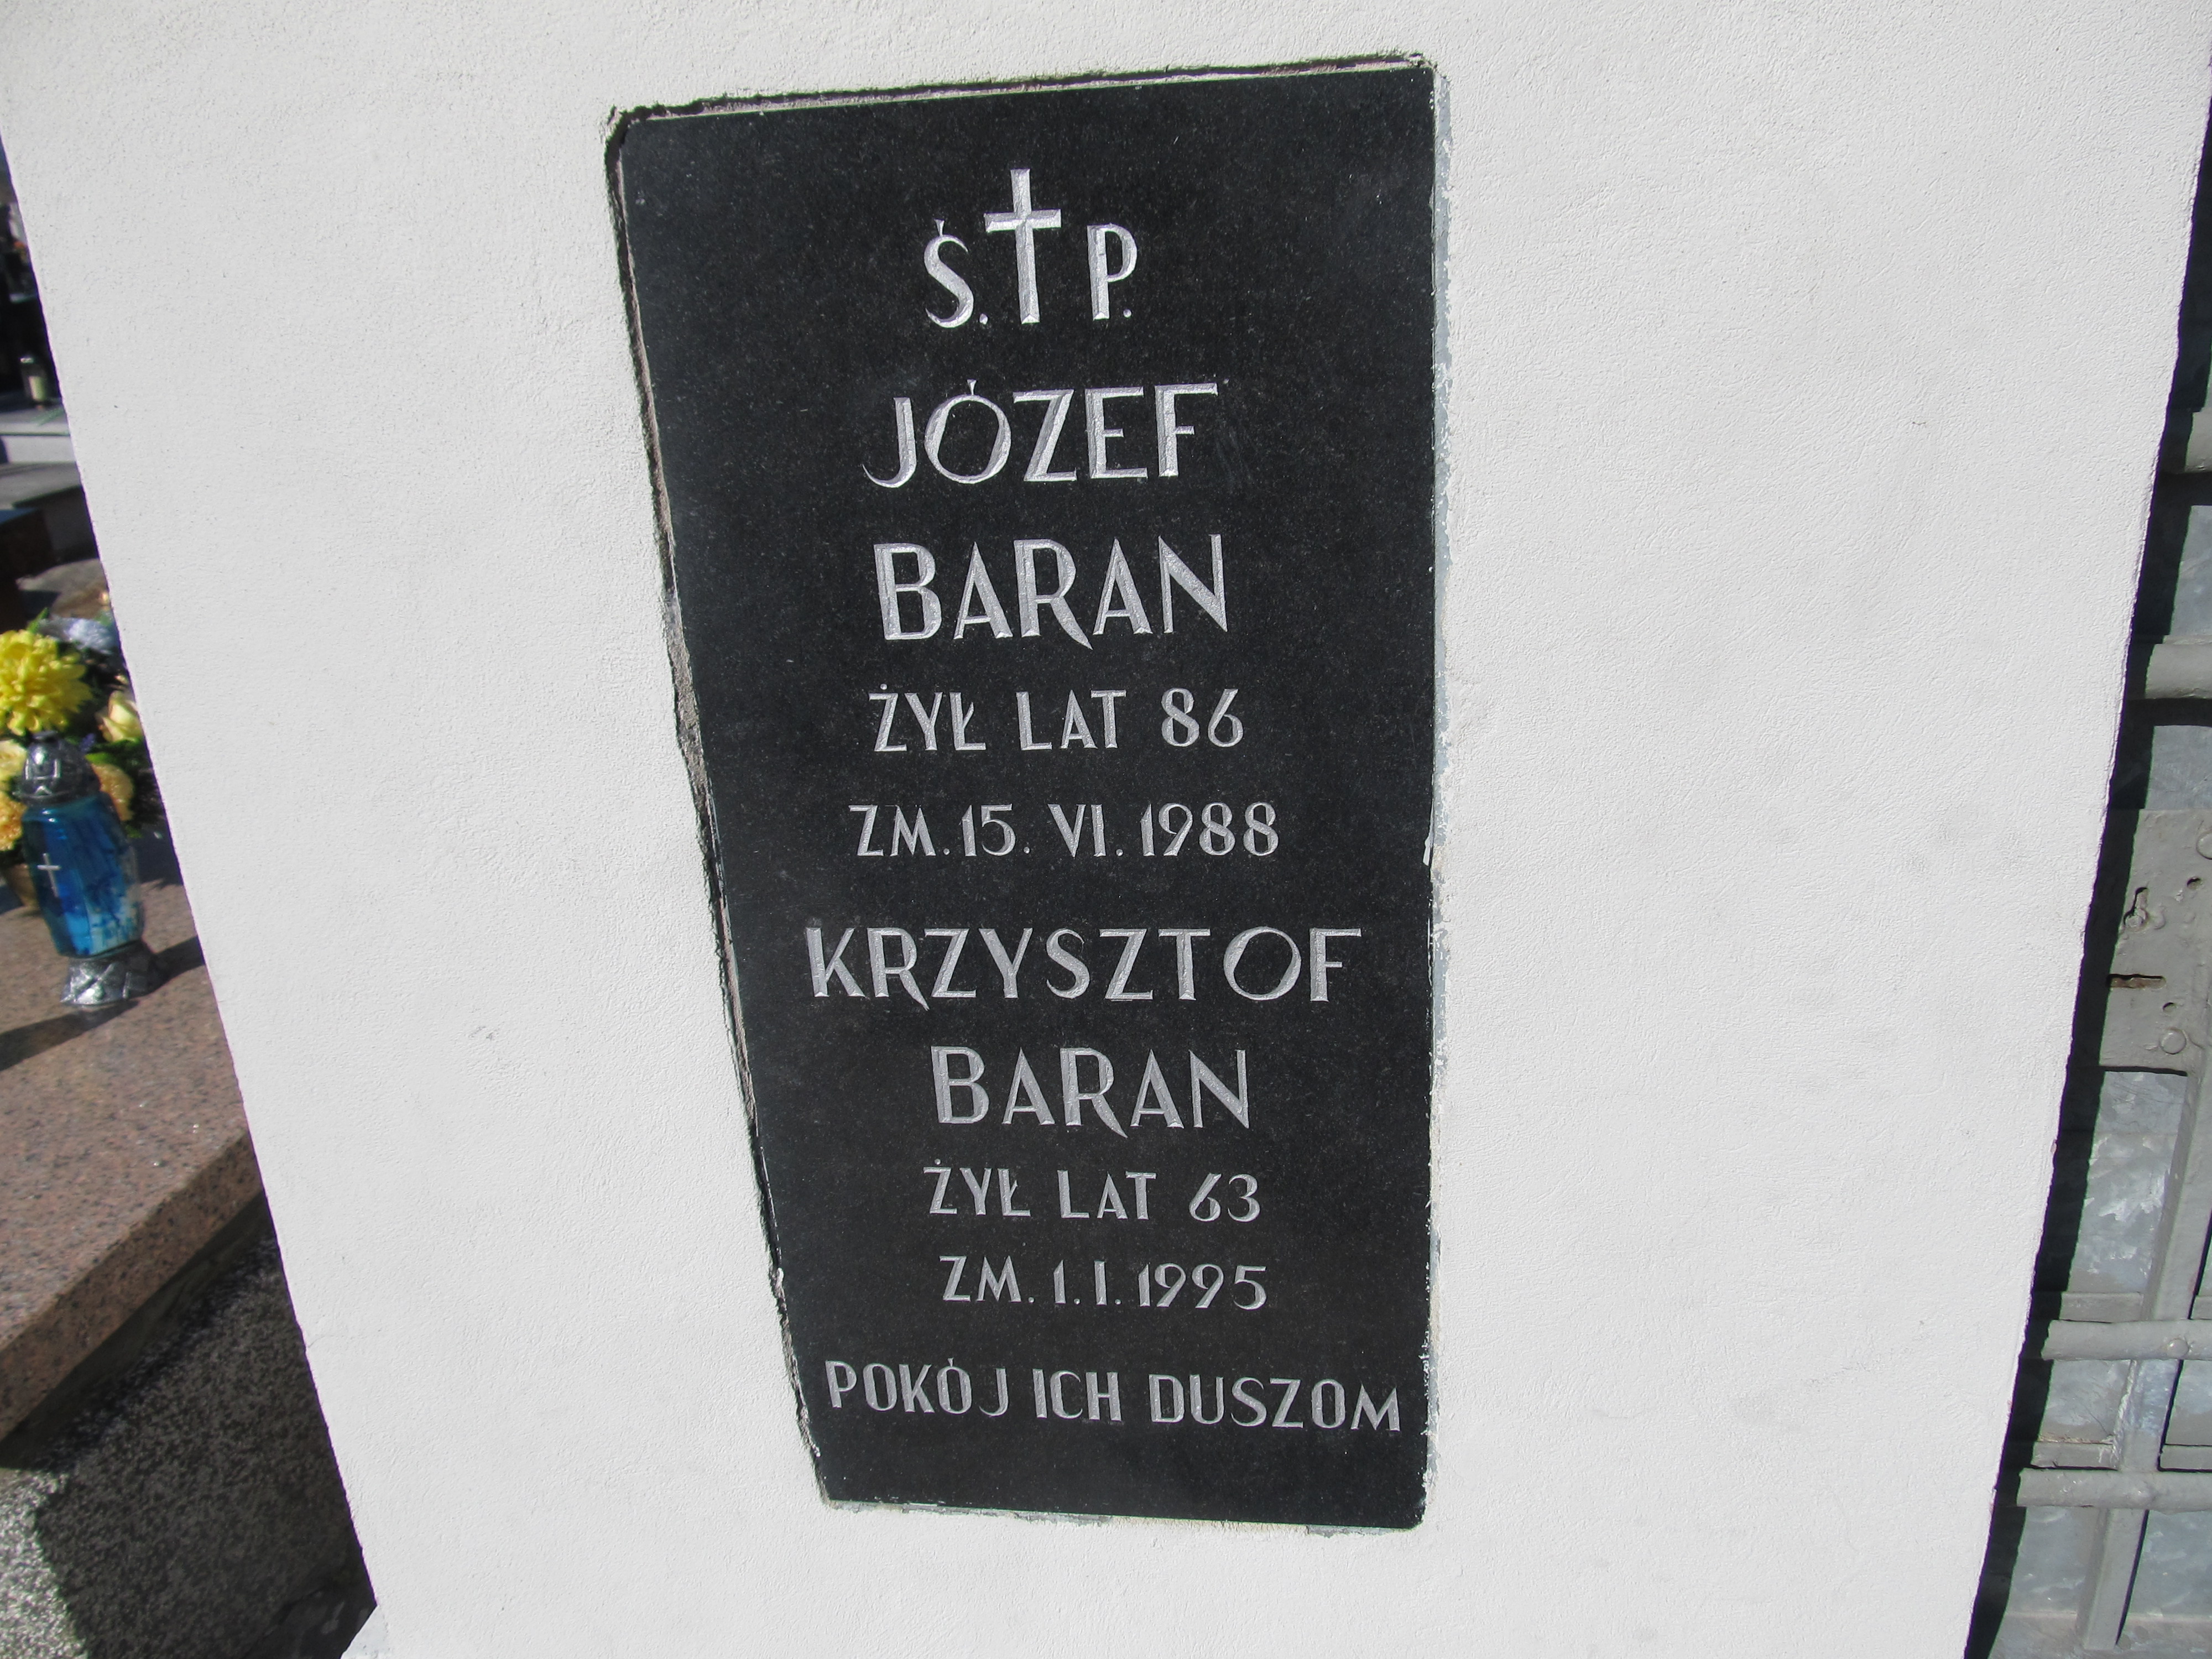 Ś. † P.
JÓZEF
BARAN
ŻYŁ LAT 86
ZM. 15. VI. 1988
KRZYSZTOF
BARAN
ŻYŁ LAT 63
ZM. 1. I. 1995
POKÓJ ICH DUSZOM